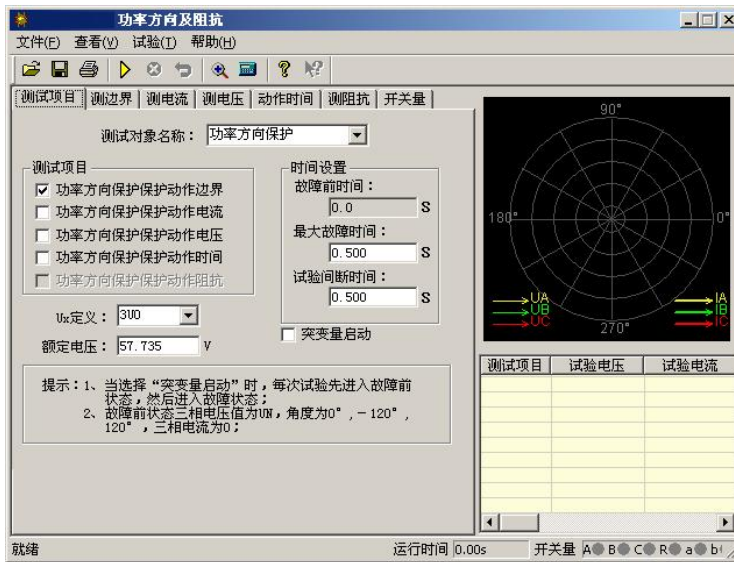 功率方向及阻抗
文件(F) 查看(V) 试验(T) 帮助(H)
测试项目 测边界 测电流 测电压 动作时间 测阻抗 开关量
测试对象名称： 功率方向保护
测试项目
功率方向保护保护动作边界
功率方向保护保护动作电流
功率方向保护保护动作电压
功率方向保护保护动作时间
功率方向保护保护动作阻抗
时间设置
故障前时间：
0.0 S
最大故障时间：
0.500 S
试验间断时间：
0.500 S
Ux定义： 3U0
额定电压： 57.735 V
突变量启动
提示：1、当选择“突变量启动”时，每次试验先进入故障前
状态，然后进入故障状态；
2、故障前状态三相电压值为UN，角度为0°,－120°,
120°，三相电流为0；
90°
180° 0°
270°
UA IA
UB IB
UC IC
测试项目 试验电压 试验电流
就绪 运行时间 0.00s 开关量 A B C R a b